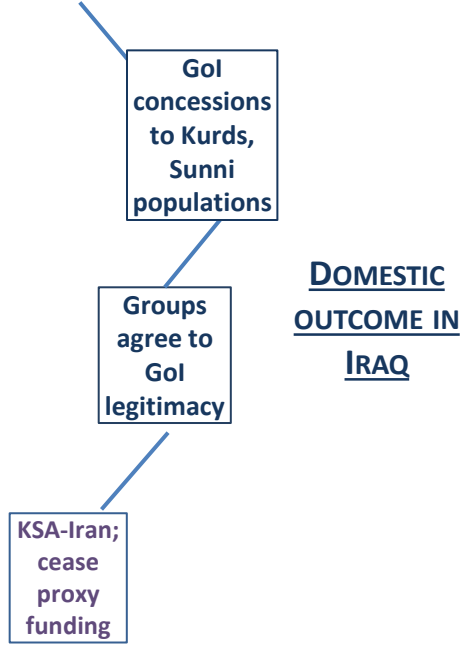 GoI
concessions
to Kurds,
Sunni
populations
DOMESTIC
OUTCOME IN
IRAQ
Groups
agree to
GoI
legitimacy
KSA-Iran;
cease
proxy
funding